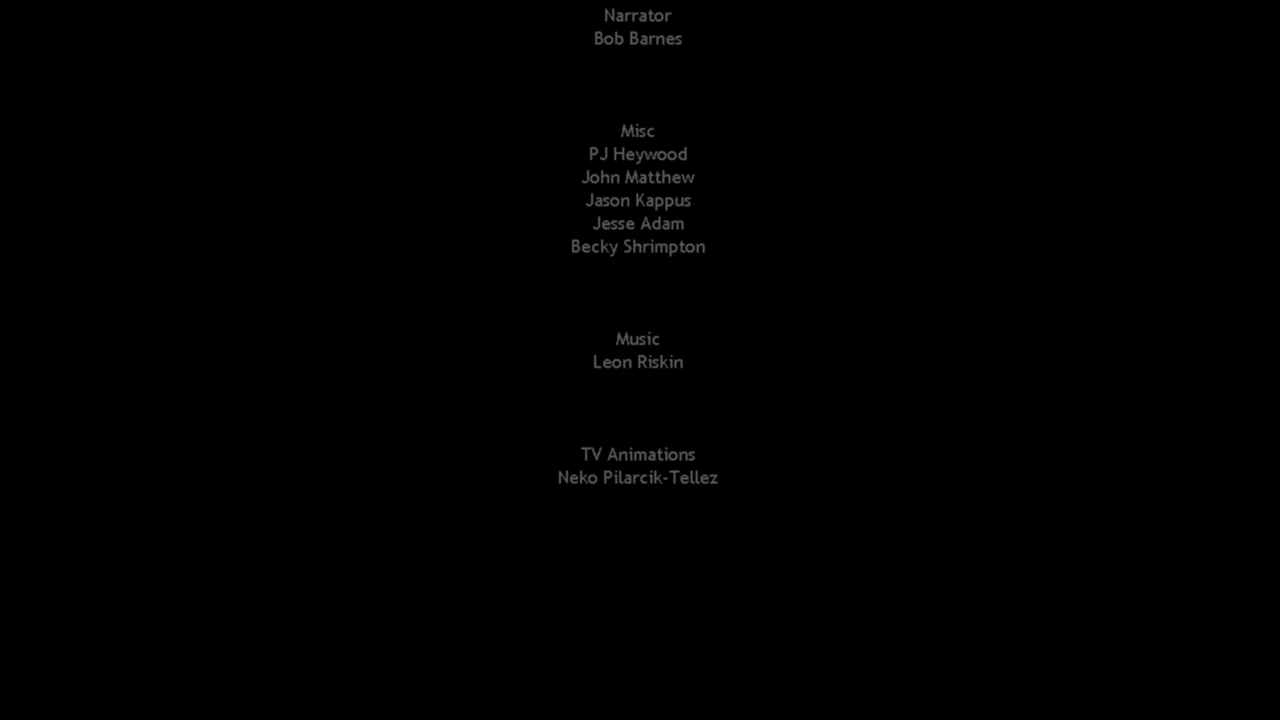 Narrator
Bob Barnes
Misc
PJ Heywood
John Matthew
Jason Kappus
Jesse Adam
Becky Shrimpton
Music
Leon Riskin
TV Animations
Neko Pilarcik-Tellez